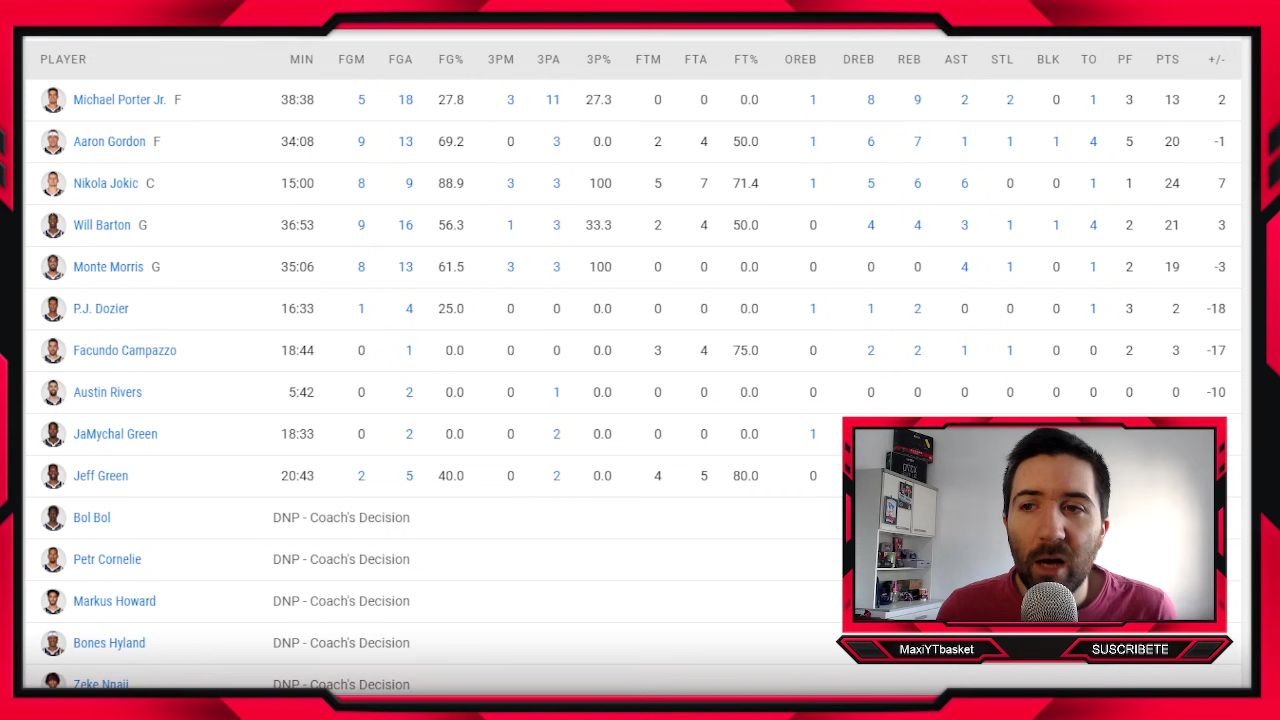 PLAYER MIN FGM FGA FG% 3PM 3PA 3P% FTM FTA FT% OREB DREB REB AST STL BLK TO PF PTS +/-
Michael Porter Jr. F 38:38 5 18 27.8 3 11 27.3 0 0 0.0 1 8 9 2 2 0 1 3 13 2
Aaron Gordon F 34:08 9 13 69.2 0 3 0.0 2 4 50.0 1 6 7 1 1 1 4 5 20 -1
Nikola Jokic C 15:00 8 9 88.9 3 3 100 5 7 71.4 1 5 6 6 0 0 1 1 24 7
Will Barton G 36:53 9 16 56.3 1 3 33.3 2 4 50.0 0 4 4 3 1 1 4 2 21 3
Monte Morris G 35:06 8 13 61.5 3 3 100 0 0 0.0 0 0 0 4 1 0 1 2 19 -3
P.J. Dozier 16:33 1 4 25.0 0 0 0.0 0 0 0.0 1 1 2 0 0 0 1 3 2 -18
Facundo Campazzo 18:44 0 1 0.0 0 0 0.0 3 4 75.0 0 2 2 1 1 0 0 2 3 -17
Austin Rivers 5:42 0 2 0.0 0 1 0.0 0 0 0.0 0 0 0 0 0 0 0 0 0 -10
JaMychal Green 18:33 0 2 0.0 0 2 0.0 0 0 0.0 1
Jeff Green 20:43 2 5 40.0 0 2 0.0 4 5 80.0 0
Bol Bol DNP - Coach's Decision
Petr Cornelie DNP - Coach's Decision
Markus Howard DNP - Coach's Decision
Bones Hyland DNP - Coach's Decision
Zeke Nnaji DNP - Coach's Decision
MaxiYTbasket SUSCRIBETE